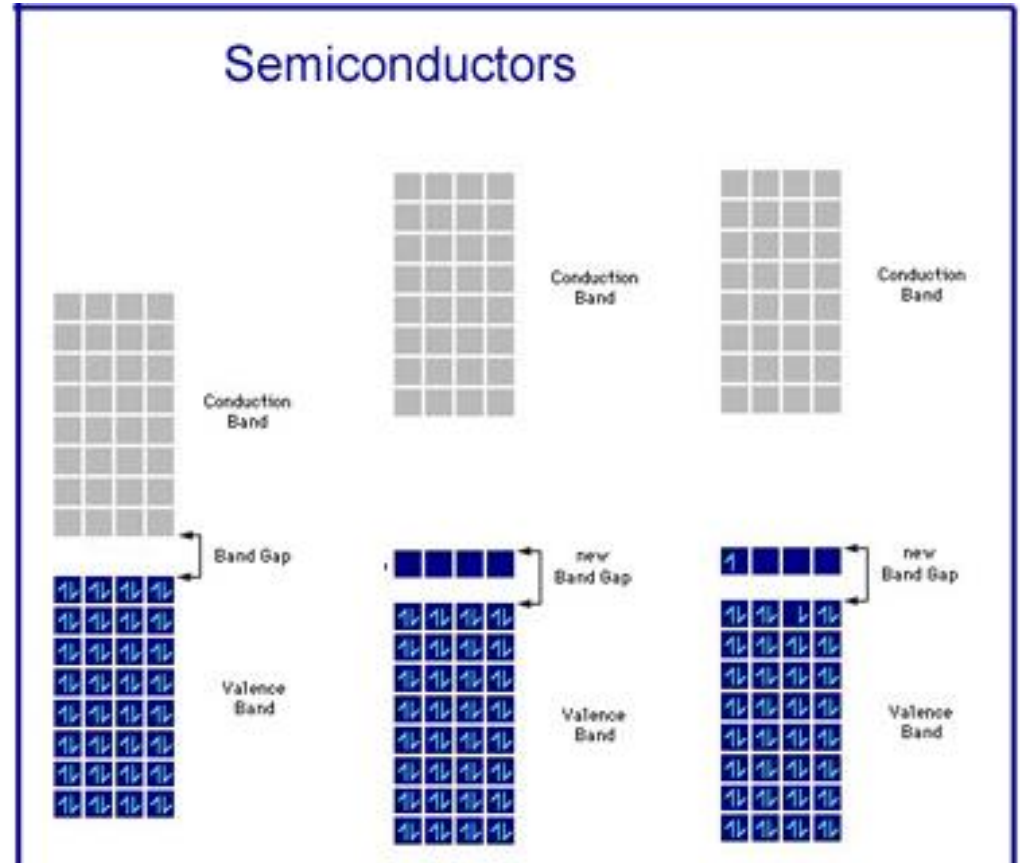 Semiconductors
Conduction
Band
Band Gap
Valence
Band
Conduction
Band
new
Band Gap
Valence
Band
Conduction
Band
new
Band Gap
Valence
Band